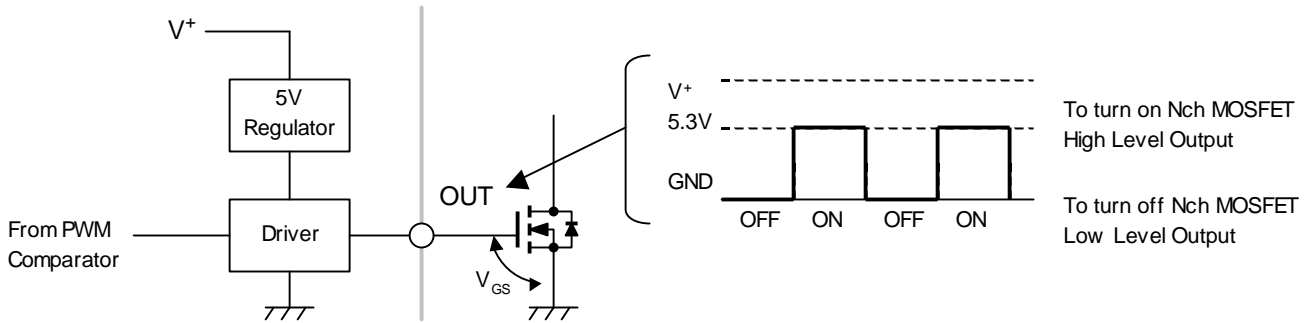 V+
5V
Regulator
OUT
From PWM
Comparator
Driver
VGS
V+
5.3V
GND
OFF ON OFF ON
To turn on Nch MOSFET
High Level Output
To turn off Nch MOSFET
Low Level Output